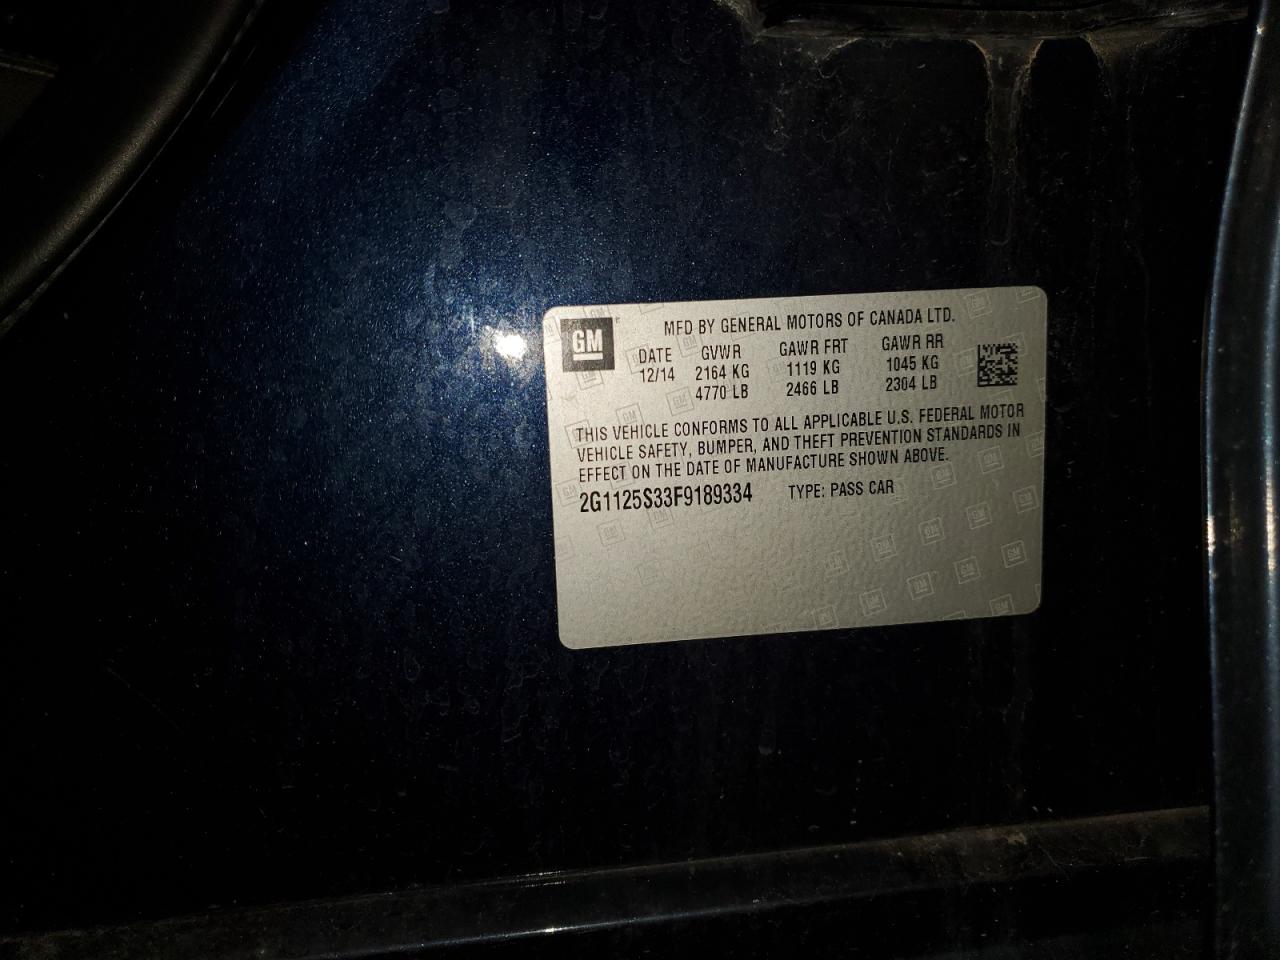 GM
MFD BY GENERAL MOTORS OF CANADA LTD.
DATE GVWR GAWR FRT GAWR RR
12/14 2164 KG 1119 KG 1045 KG
4770 LB 2466 LB 2304 LB
THIS VEHICLE CONFORMS TO ALL APPLICABLE U.S. FEDERAL MOTOR
VEHICLE SAFETY, BUMPER, AND THEFT PREVENTION STANDARDS IN
EFFECT ON THE DATE OF MANUFACTURE SHOWN ABOVE.
2G1125S33F9189334 TYPE: PASS CAR